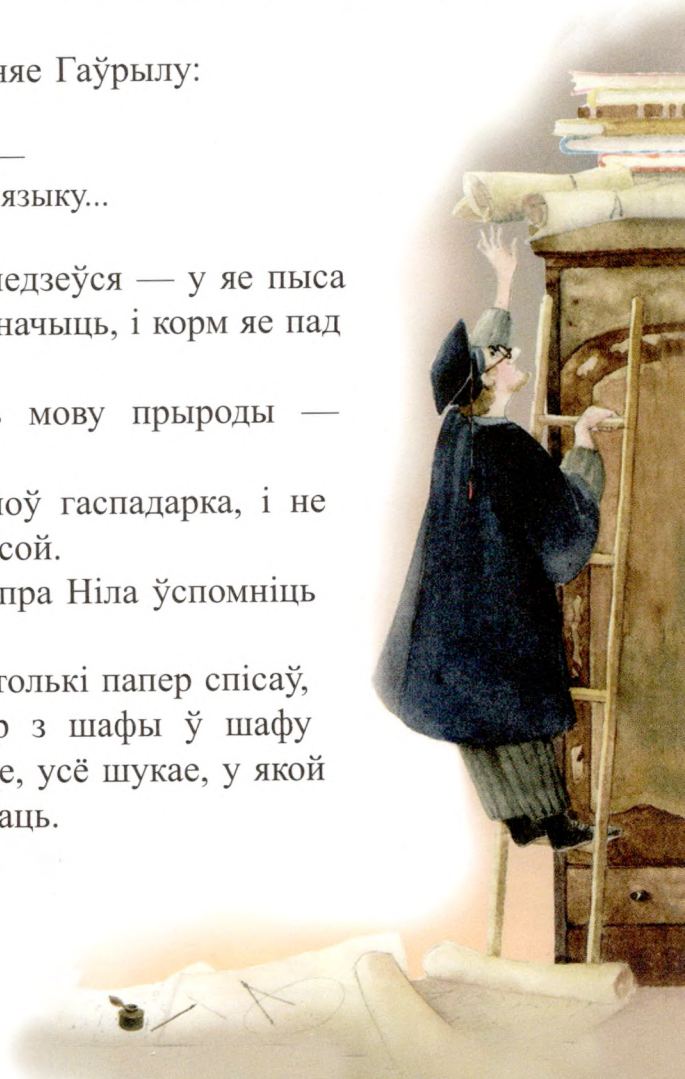 няе Гаўрылу:
—
языку...
недзеўся — у яе пыса
начыць, і корм яе пад
ь мову прыроды —
ноў гаспадарка, і не
сой.
пра Ніла ўспомніць
толькі папер спісаў,
р з шафы ў шафу
е, усё шукае, у якой
аць.